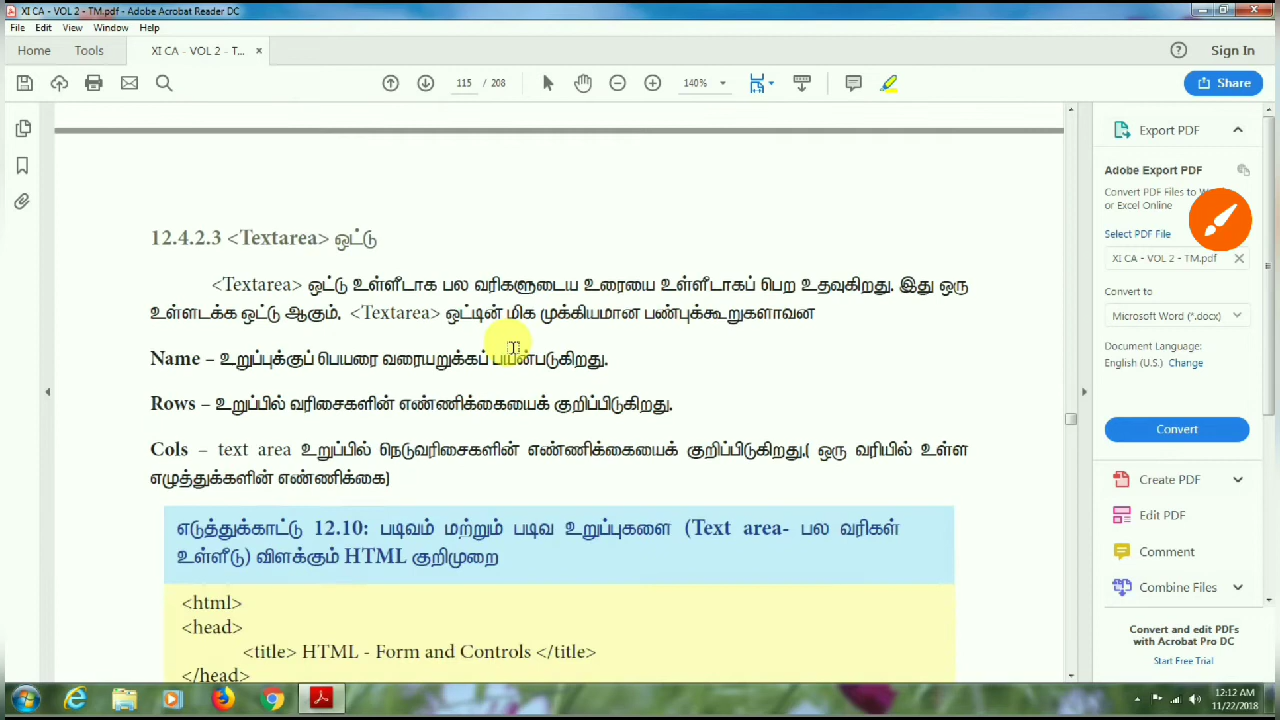 XI CA - VOL 2 - TM.pdf - Adobe Acrobat Reader DC
File Edit View Window Help
Home Tools XI CA - VOL 2 - T... × Sign In
115 / 208 140% Share
12.4.2.3 <Textarea> ஒட்டு
<Textarea> ஒட்டு உள்ளீடாக பல வரிகளுடைய உரையை உள்ளீடாகப் பெற உதவுகிறது. இது ஒரு
உள்ளடக்க ஒட்டு ஆகும். <Textarea> ஒட்டின் மிக முக்கியமான பண்புக்கூறுகளாவன
Name – உறுப்புக்குப் பெயரை வரையறுக்கப் பயன்படுகிறது.
Rows – உறுப்பில் வரிசைகளின் எண்ணிக்கையைக் குறிப்பிடுகிறது.
Cols – text area உறுப்பில் நெடுவரிசைகளின் எண்ணிக்கையைக் குறிப்பிடுகிறது.( ஒரு வரியில் உள்ள
எழுத்துக்களின் எண்ணிக்கை)
எடுத்துக்காட்டு 12.10: படிவம் மற்றும் படிவ உறுப்புகளை (Text area- பல வரிகள்
உள்ளீடு) விளக்கும் HTML குறிமுறை
<html>
<head>
<title> HTML - Form and Controls </title>
</head>
Export PDF
Adobe Export PDF
Convert PDF Files to W
or Excel Online
Select PDF File
XI CA - VOL 2 - TM.pdf
Convert to
Microsoft Word (*.docx)
Document Language:
English (U.S.) Change
Convert
Create PDF
Edit PDF
Comment
Combine Files
Convert and edit PDFs
with Acrobat Pro DC
Start Free Trial
12:12 AM
11/22/2018